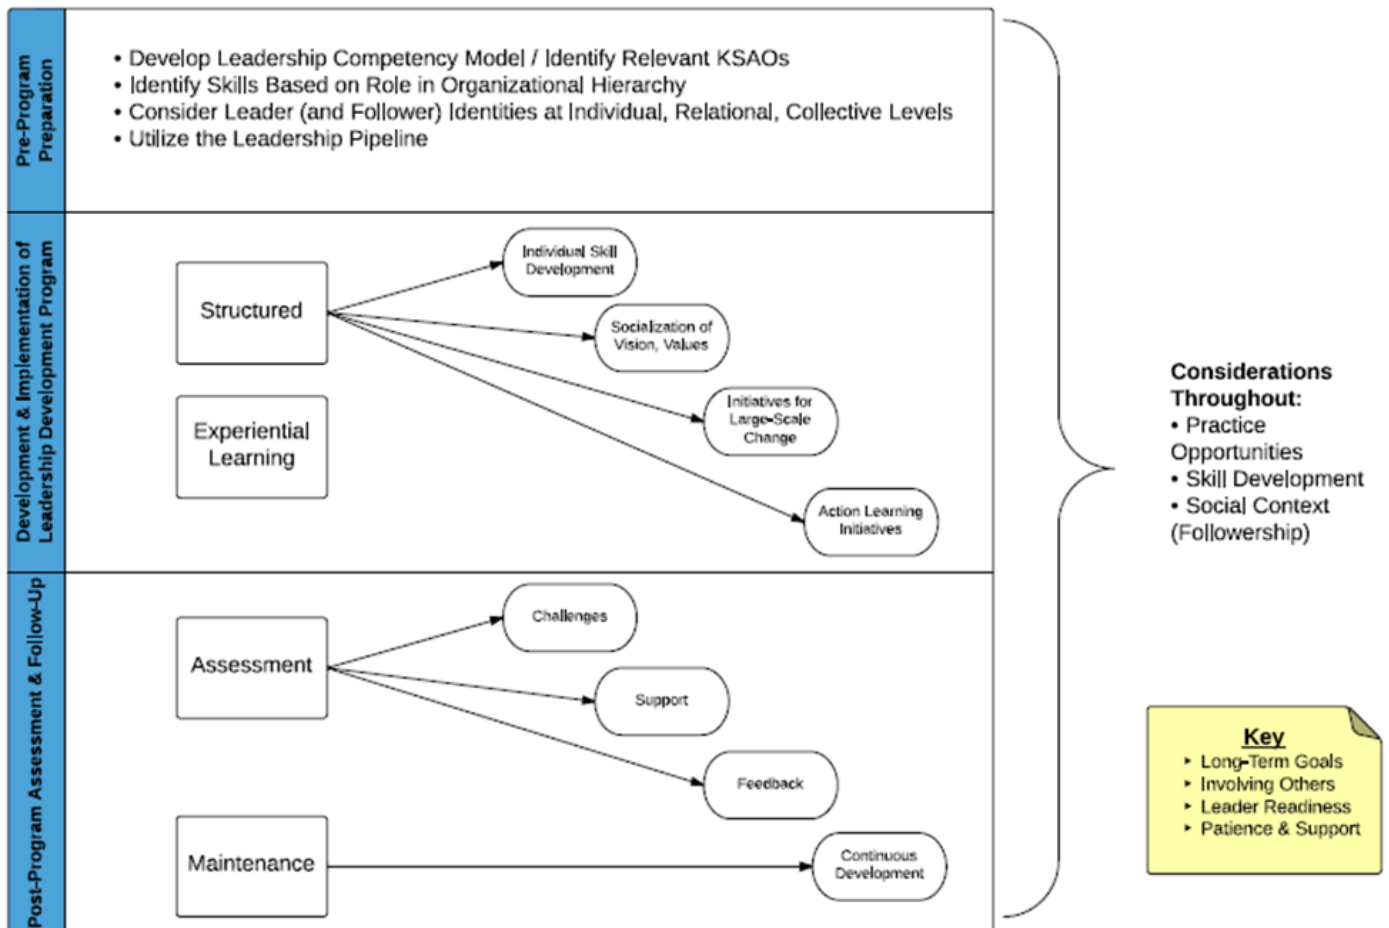 Pre-Program
Preparation
• Develop Leadership Competency Model / Identify Relevant KSAOs
• Identify Skills Based on Role in Organizational Hierarchy
• Consider Leader (and Follower) Identities at Individual, Relational, Collective Levels
• Utilize the Leadership Pipeline
Development & Implementation of
Leadership Development Program
Structured
Experiential
Learning
Individual Skill
Development
Socialization of
Vision, Values
Initiatives for
Large-Scale
Change
Action Learning
Initiatives
Post-Program Assessment & Follow-Up
Assessment
Challenges
Support
Feedback
Maintenance
Continuous
Development
Considerations
Throughout:
• Practice
Opportunities
• Skill Development
• Social Context
(Followership)
Key
‣ Long-Term Goals
‣ Involving Others
‣ Leader Readiness
‣ Patience & Support